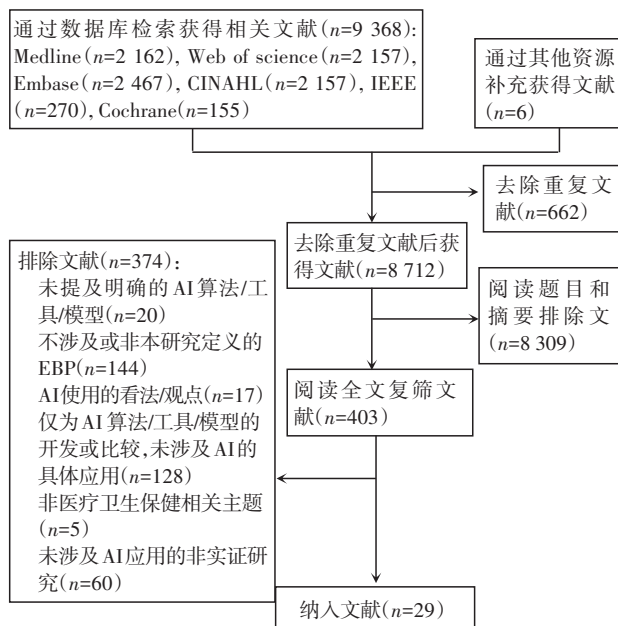 通过数据库检索获得相关文献(n=9 368):
Medline(n=2 162), Web of science(n=2 157),
Embase(n=2 467), CINAHL(n=2 157), IEEE
(n=270), Cochrane(n=155)
通过其他资源
补充获得文献
(n=6)
去除重复文
献(n=662)
去除重复文献后获
得文献(n=8 712)
阅读题目和
摘要排除文
(n=8 309)
阅读全文复筛文献
(n=403)
排除文献(n=374):
未提及明确的AI算法/工
具/模型(n=20)
不涉及或非本研究定义的
EBP(n=144)
AI使用的看法/观点(n=17)
仅为AI算法/工具/模型的
开发或比较,未涉及AI的
具体应用(n=128)
非医疗卫生保健相关主题
(n=5)
未涉及AI应用的非实证研
究(n=60)
纳入文献(n=29)